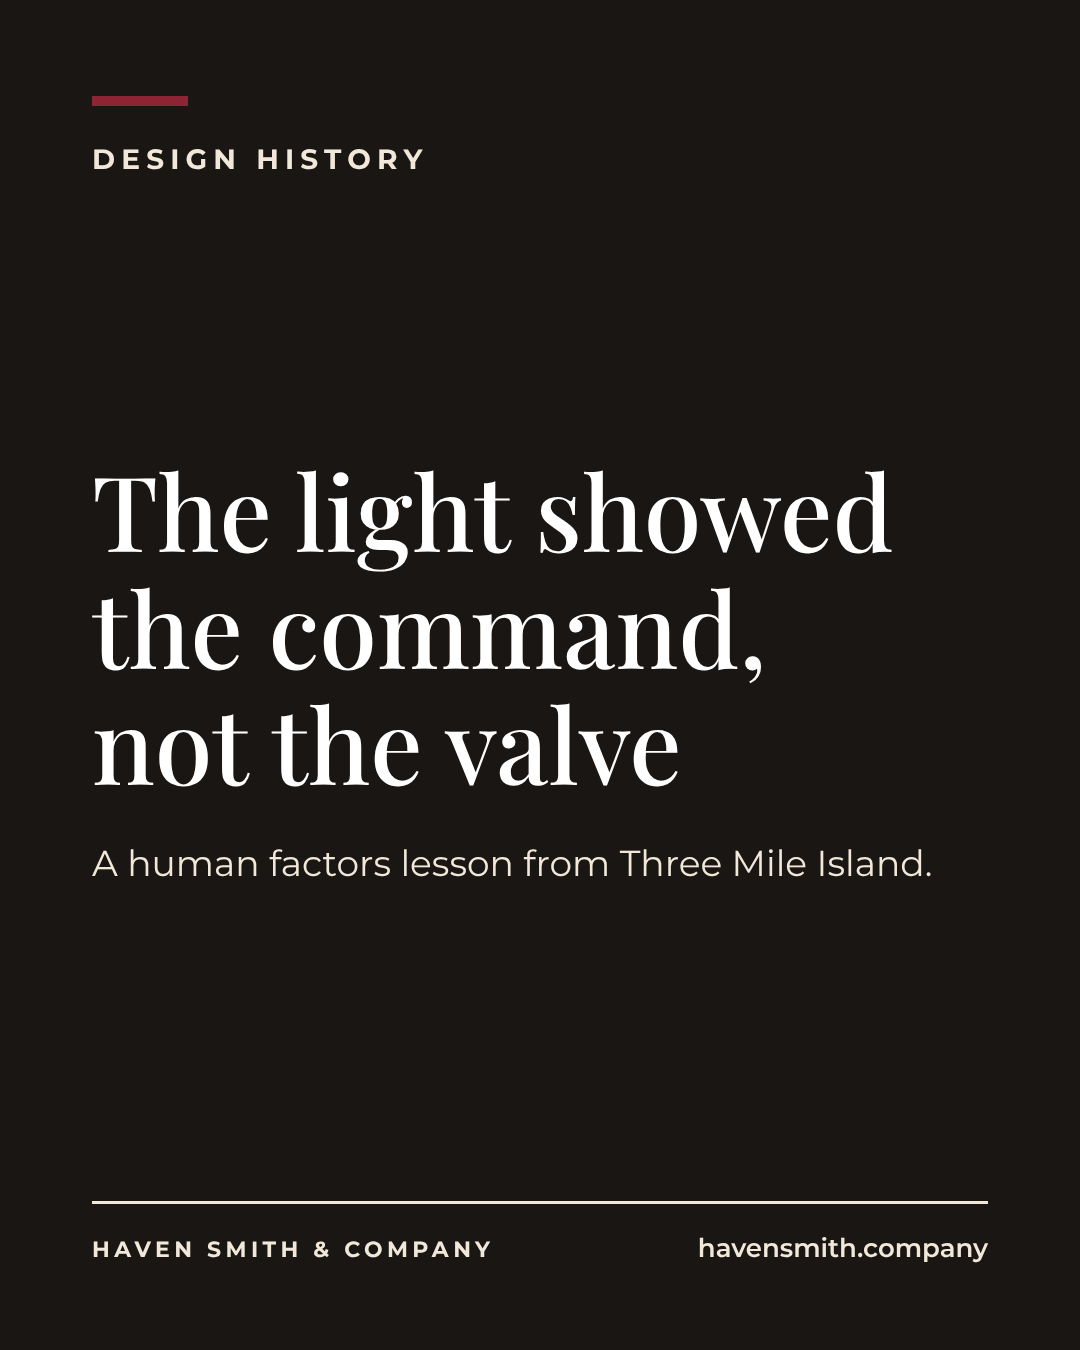 DESIGN HISTORY
The light showed
the command,
not the valve
A human factors lesson from Three Mile Island.
HAVEN SMITH & COMPANY
havensmith.company